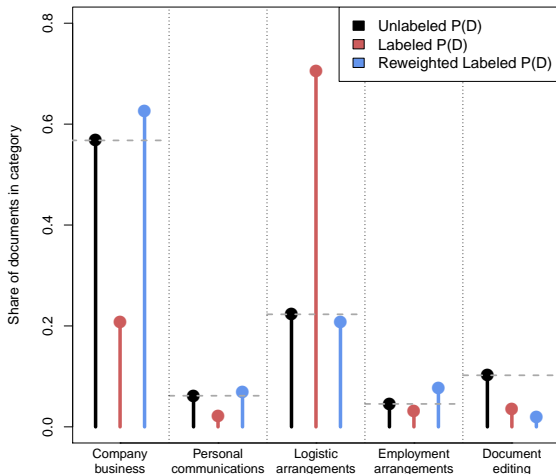 Unlabeled P(D)
Labeled P(D)
Reweighted Labeled P(D)
Share of documents in category
0.8
0.6
0.4
0.2
0.0
Company
business
Personal
communications
Logistic
arrangements
Employment
arrangements
Document
editing